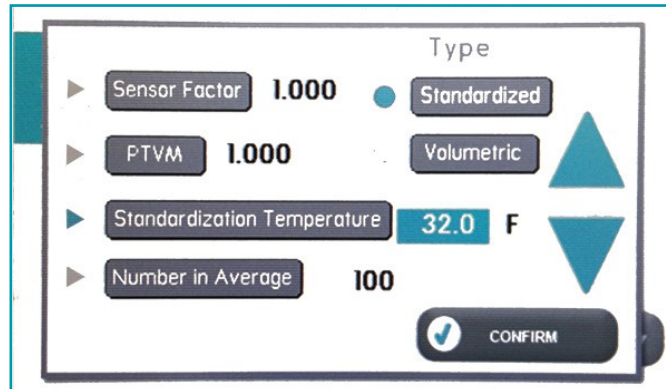 Type
Sensor Factor 1.000 Standardized
PTVM 1.000 Volumetric
Standardization Temperature 32.0 F
Number in Average 100
CONFIRM